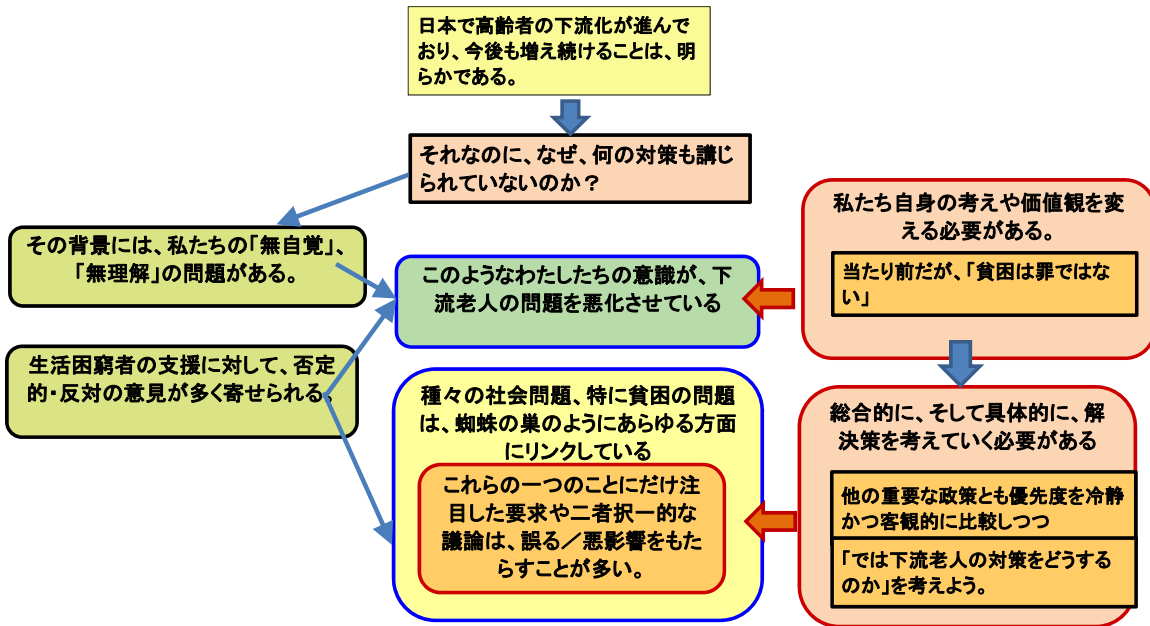 日本で高齢者の下流化が進んで
おり、今後も増え続けることは、明
らかである。
それなのに、なぜ、何の対策も講じ
られていないのか？
その背景には、私たちの「無自覚」、
「無理解」の問題がある。
生活困窮者の支援に対して、否定
的・反対の意見が多く寄せられる。
このようなわたしたちの意識が、下
流老人の問題を悪化させている
種々の社会問題、特に貧困の問題
は、蜘蛛の巣のようにあらゆる方面
にリンクしている
これらの一つのことにだけ注
目した要求や二者択一的な
議論は、誤る／悪影響をもた
らすことが多い。
私たち自身の考えや価値観を変
える必要がある。
当たり前だが、「貧困は罪ではな
い」
総合的に、そして具体的に、解
決策を考えていく必要がある
他の重要な政策とも優先度を冷静
かつ客観的に比較しつつ
「では下流老人の対策をどうする
のか」を考えよう。